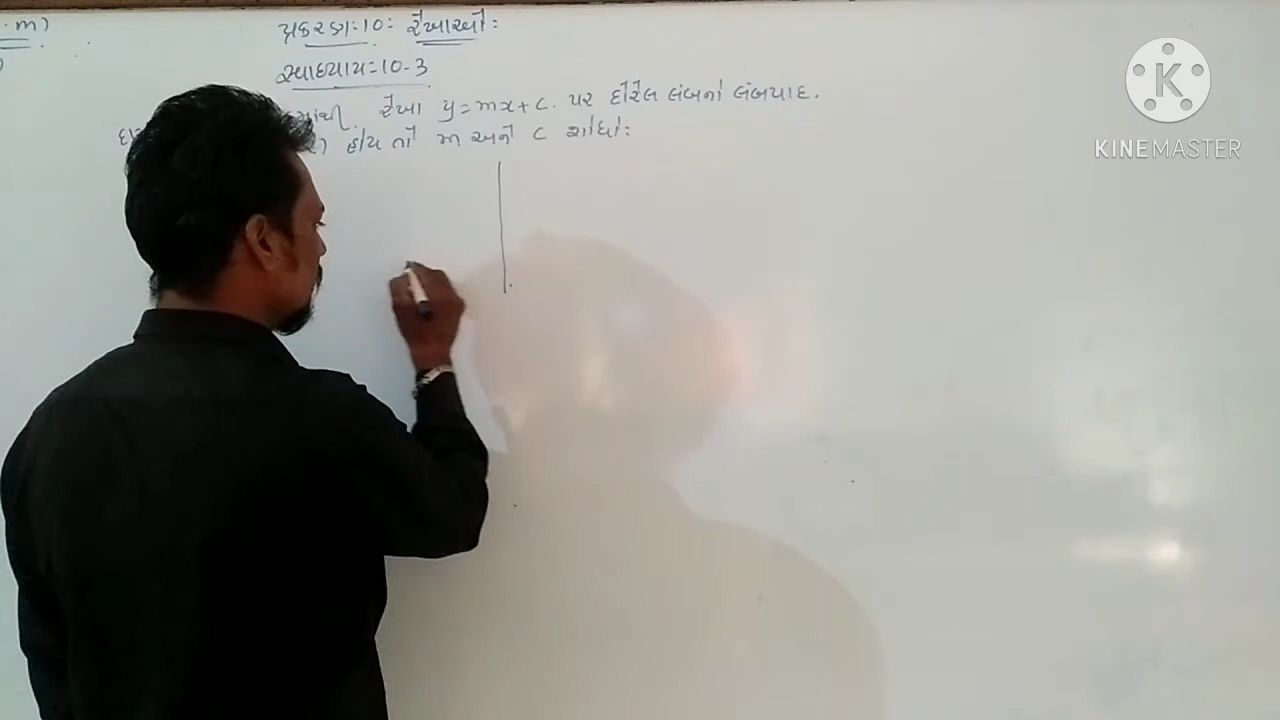 .m)
)
પ્રકરણ:10: રેખાઓ:
સ્વાધ્યાય=10-3
રેખા y=mx+c. પર દોરેલ લંબનો લંબપાદ.
) હોય તો m અને c શોધો:
K
KINEMASTER